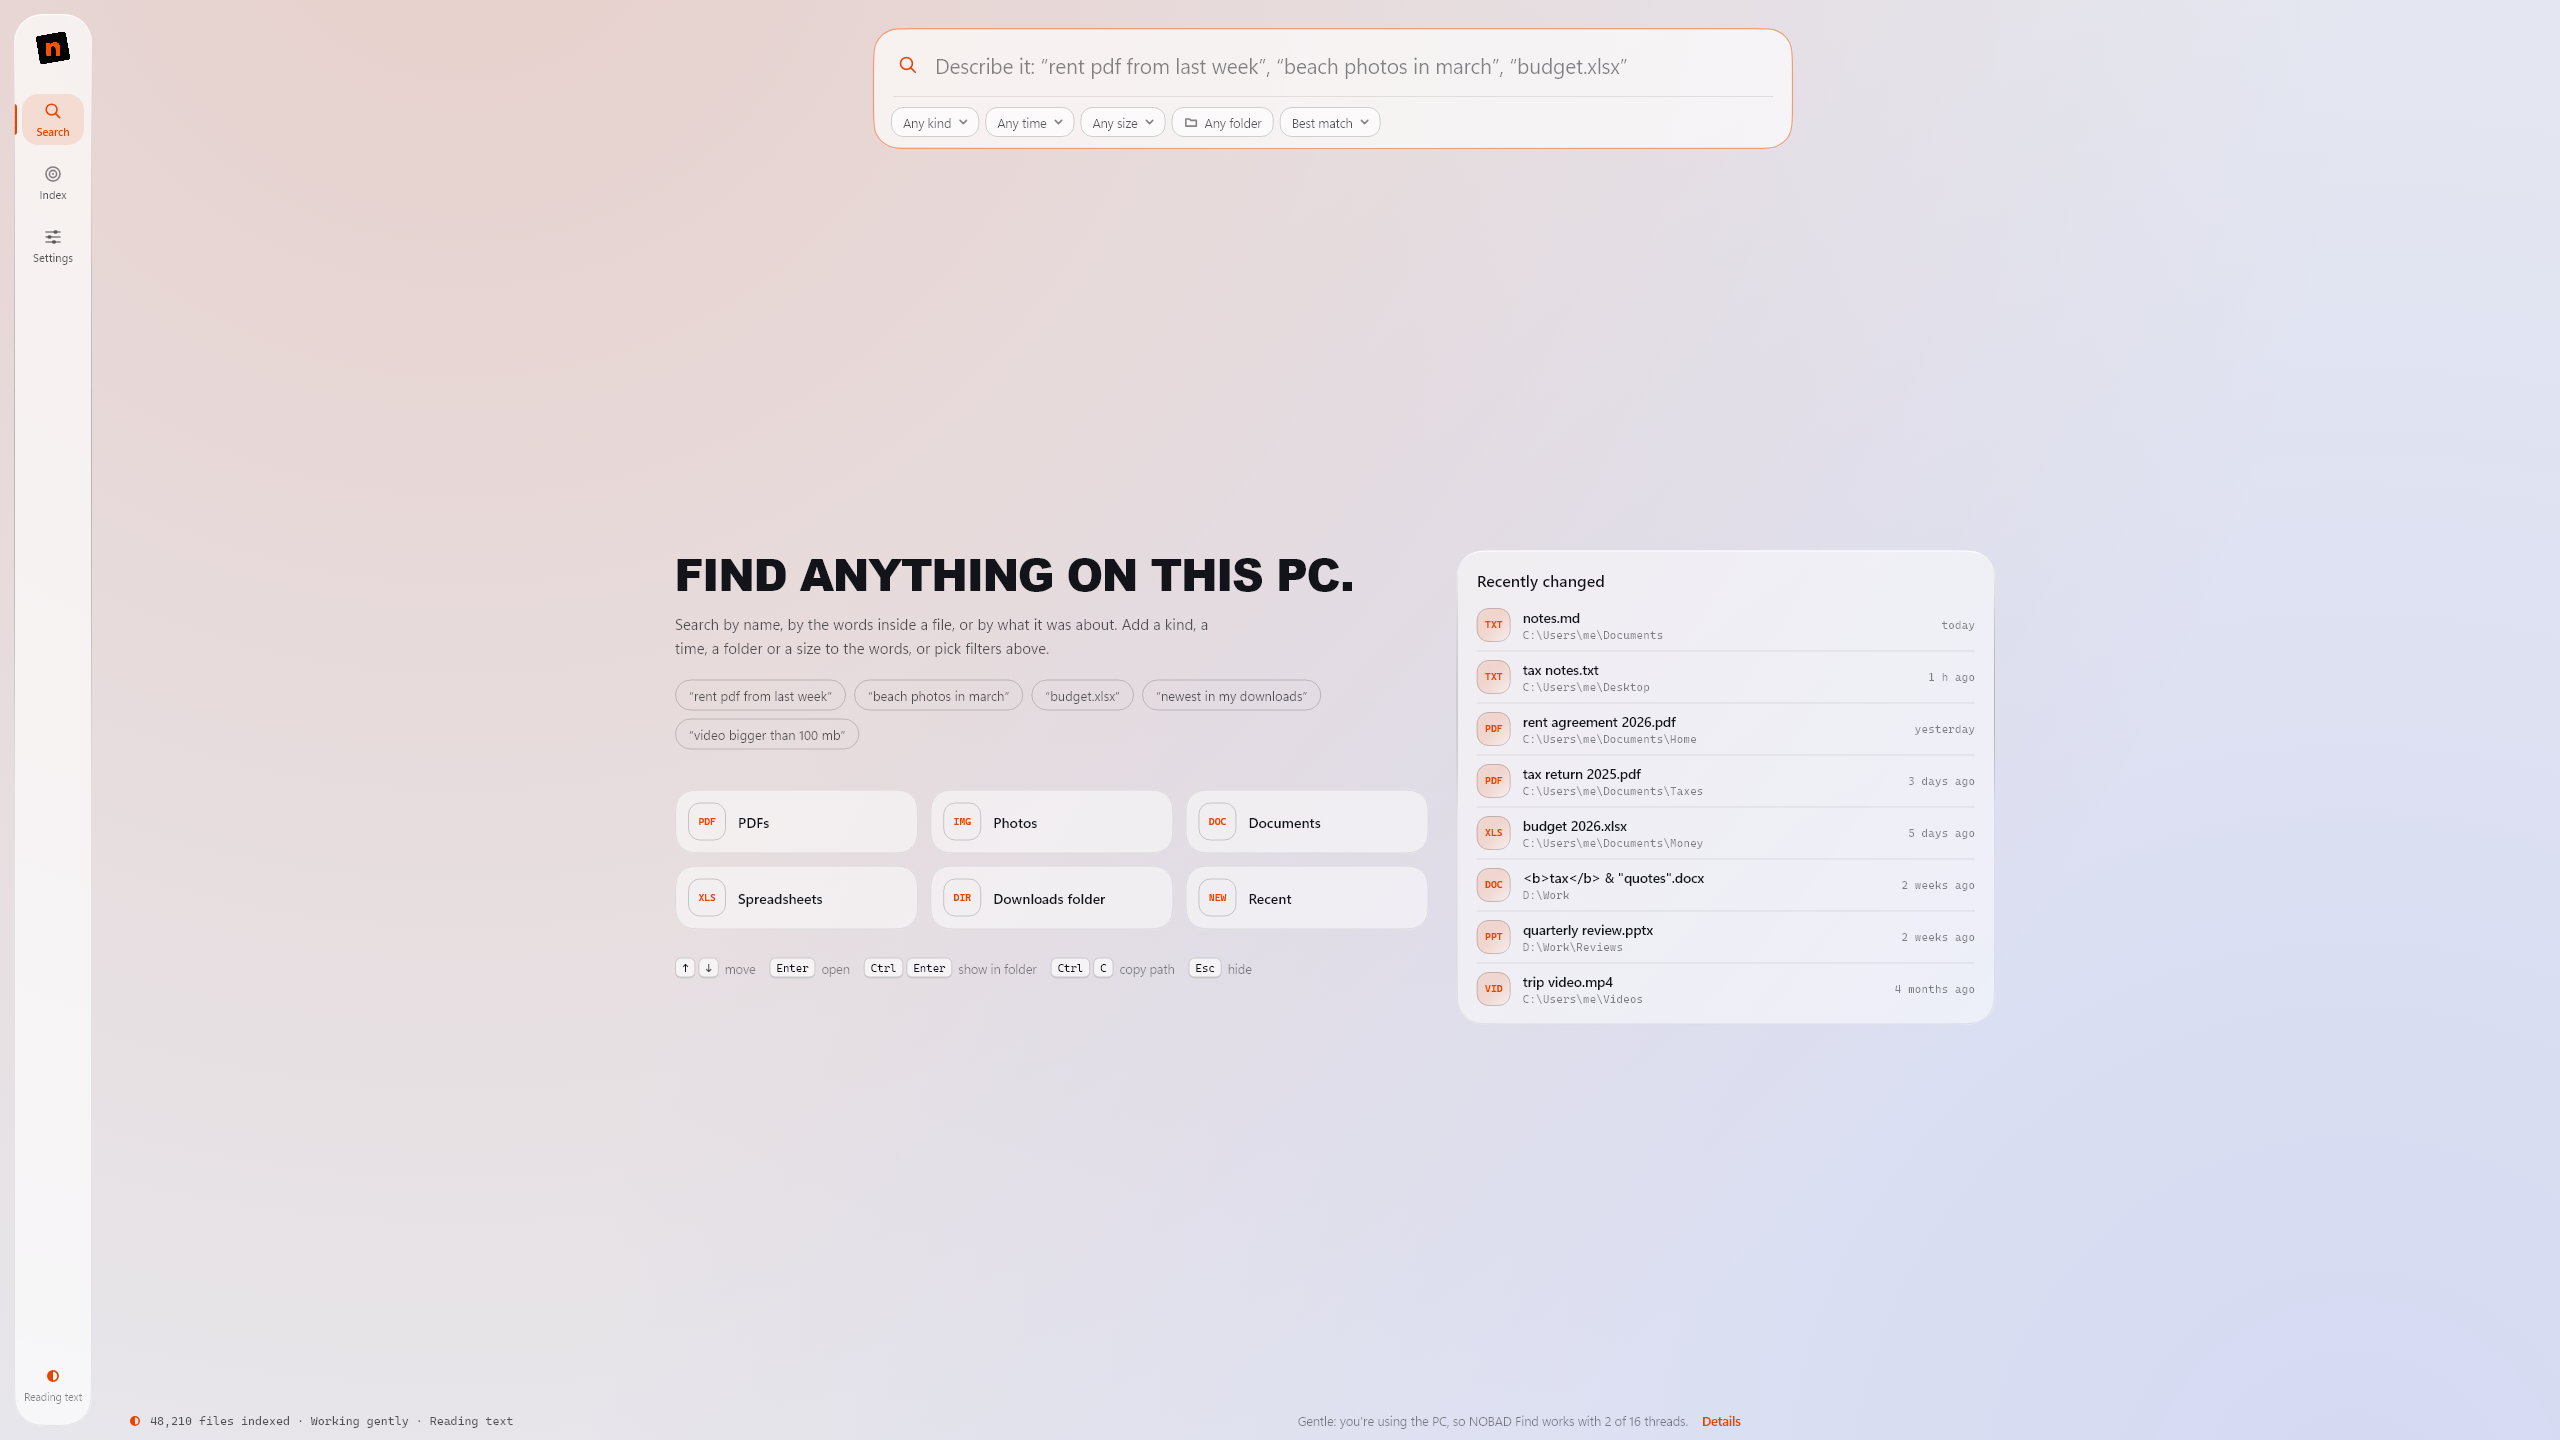 n
Search
Index
Settings
Reading text
Describe it: “rent pdf from last week”, “beach photos in march”, “budget.xlsx”
Any kind
Any time
Any size
Any folder
Best match
FIND ANYTHING ON THIS PC.
Search by name, by the words inside a file, or by what it was about. Add a kind, a
time, a folder or a size to the words, or pick filters above.
“rent pdf from last week”
“beach photos in march”
“budget.xlsx”
“newest in my downloads”
“video bigger than 100 mb”
PDF PDFs
IMG Photos
DOC Documents
XLS Spreadsheets
DIR Downloads folder
NEW Recent
↑ ↓ move Enter open Ctrl Enter show in folder Ctrl C copy path Esc hide
Recently changed
TXT notes.md today
C:\Users\me\Documents
TXT tax notes.txt 1 h ago
C:\Users\me\Desktop
PDF rent agreement 2026.pdf yesterday
C:\Users\me\Documents\Home
PDF tax return 2025.pdf 3 days ago
C:\Users\me\Documents\Taxes
XLS budget 2026.xlsx 5 days ago
C:\Users\me\Documents\Money
DOC <b>tax</b> & "quotes".docx 2 weeks ago
D:\Work
PPT quarterly review.pptx 2 weeks ago
D:\Work\Reviews
VID trip video.mp4 4 months ago
C:\Users\me\Videos
48,210 files indexed · Working gently · Reading text
Gentle: you're using the PC, so NOBAD Find works with 2 of 16 threads. Details